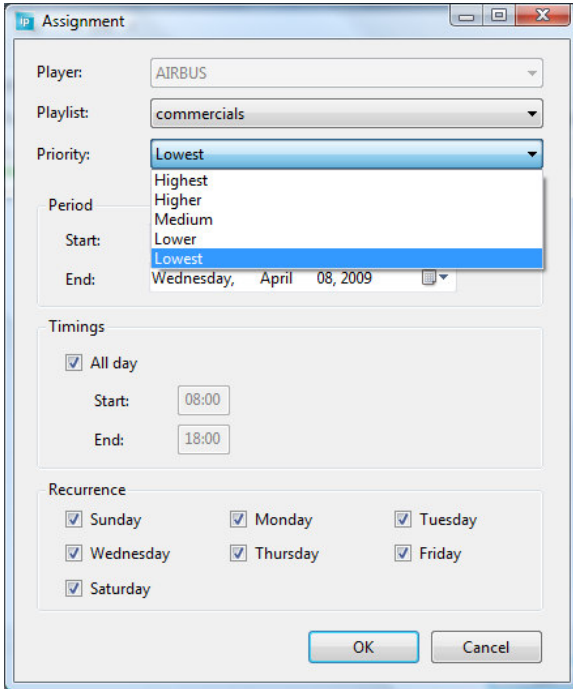 ip Assignment
Player: AIRBUS
Playlist: commercials
Priority: Lowest
Highest
Higher
Medium
Lower
Lowest
Period
Start:
End: Wednesday, April 08, 2009
Timings
All day
Start: 08:00
End: 18:00
Recurrence
Sunday Monday Tuesday
Wednesday Thursday Friday
Saturday
OK Cancel